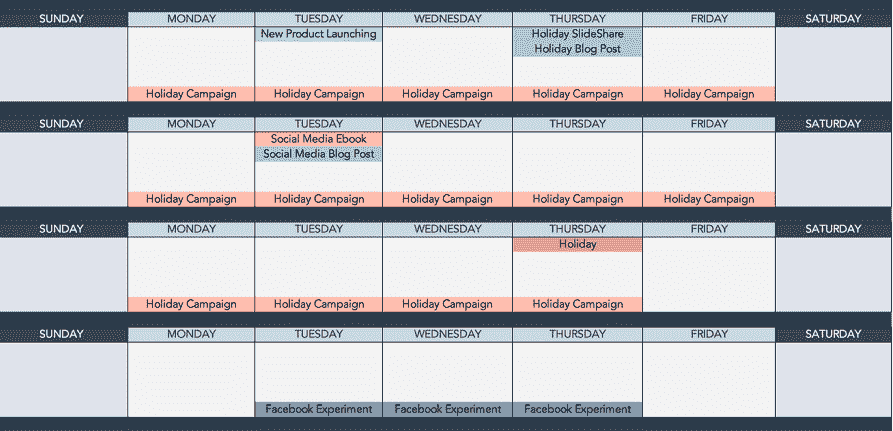 SUNDAY MONDAY TUESDAY WEDNESDAY THURSDAY FRIDAY SATURDAY
New Product Launching Holiday SlideShare
Holiday Blog Post
Holiday Campaign Holiday Campaign Holiday Campaign Holiday Campaign Holiday Campaign
SUNDAY MONDAY TUESDAY WEDNESDAY THURSDAY FRIDAY SATURDAY
Social Media Ebook
Social Media Blog Post
Holiday Campaign Holiday Campaign Holiday Campaign Holiday Campaign Holiday Campaign
SUNDAY MONDAY TUESDAY WEDNESDAY THURSDAY FRIDAY SATURDAY
Holiday
Holiday Campaign Holiday Campaign Holiday Campaign Holiday Campaign
SUNDAY MONDAY TUESDAY WEDNESDAY THURSDAY FRIDAY SATURDAY
Facebook Experiment Facebook Experiment Facebook Experiment